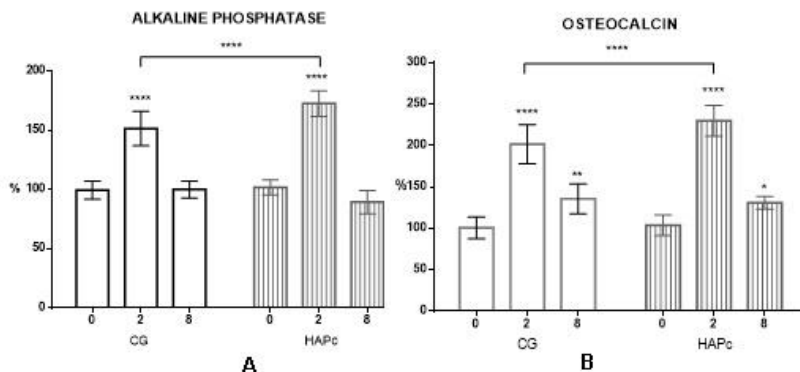 ALKALINE PHOSPHATASE
****
200
****
****
150
% 100
50
0
0 2 8 0 2 8
CG HAPc
A
OSTEOCALCIN
****
300
****
250
****
200
**
*
150
%
100
50
0
0 2 8 0 2 8
CG HAPc
B